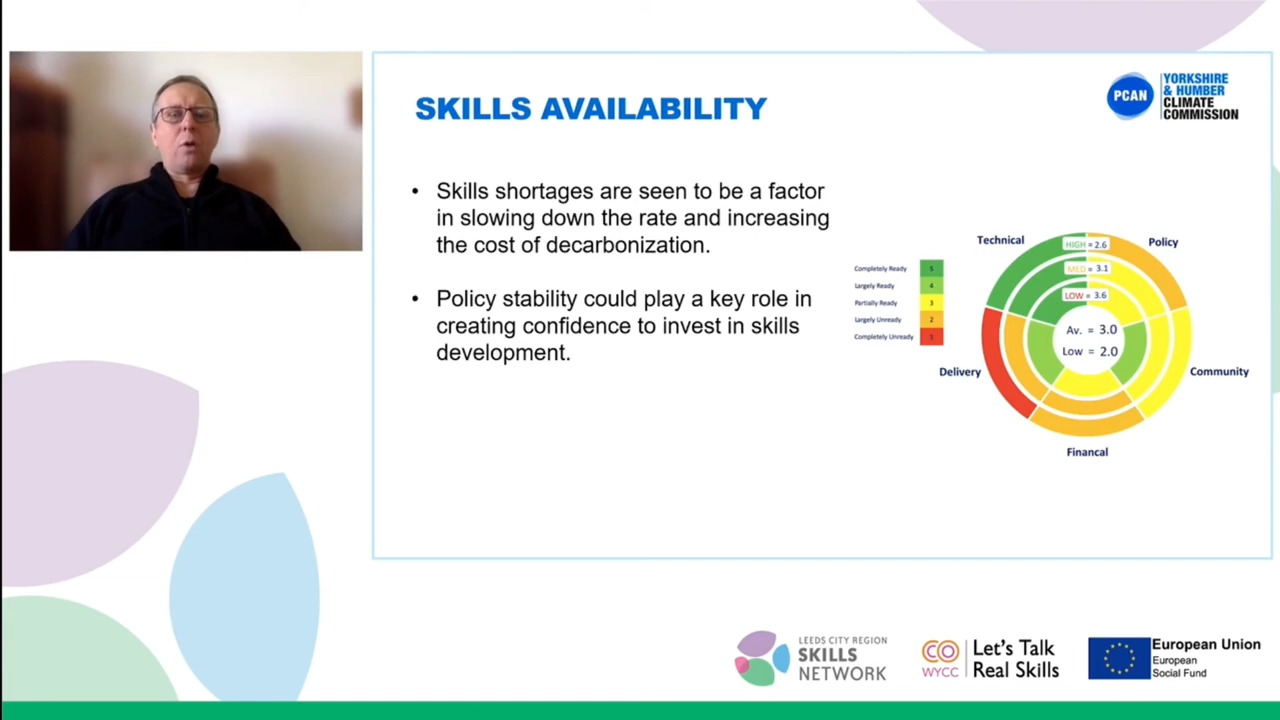 SKILLS AVAILABILITY
PCAN
YORKSHIRE
& HUMBER
CLIMATE
COMMISSION
• Skills shortages are seen to be a factor
in slowing down the rate and increasing
the cost of decarbonization.
• Policy stability could play a key role in
creating confidence to invest in skills
development.
Completely Ready 5
Largely Ready 4
Partially Ready 3
Largely Unready 2
Completely Unready 1
Technical
Policy
HIGH = 2.6
MED = 3.1
LOW = 3.6
Av. = 3.0
Low = 2.0
Delivery
Community
Financal
LEEDS CITY REGION
SKILLS
NETWORK
CO
WYCC
Let's Talk
Real Skills
European Union
European
Social Fund